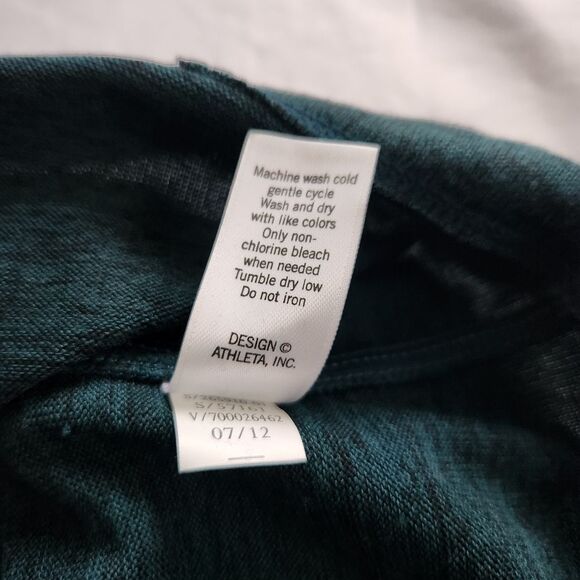 Machine wash cold
gentle cycle
Wash and dry
with like colors
Only non-
chlorine bleach
when needed
Tumble dry low
Do not iron
DESIGN ©
ATHLETA, INC.
S/57161
V/700026462
07/12